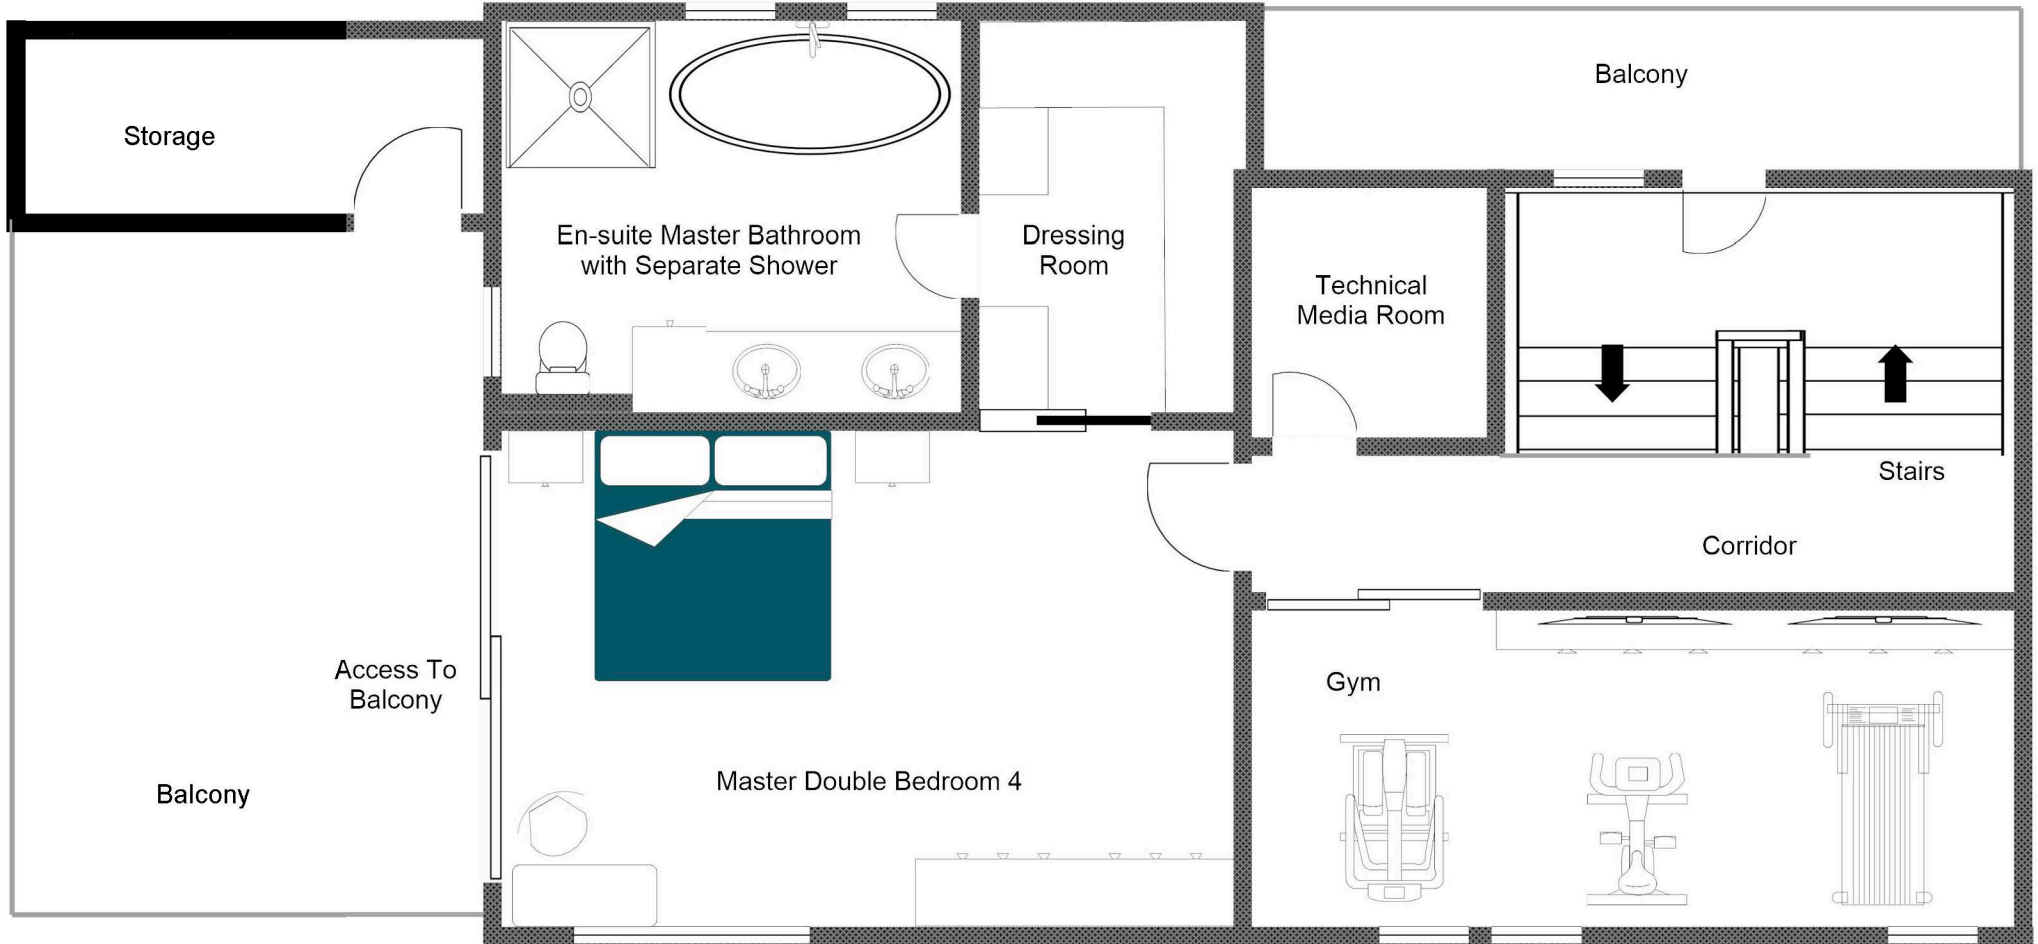 Balcony
Storage
En-suite Master Bathroom
with Separate Shower
Dressing
Room
Technical
Media Room
Stairs
Corridor
Access To
Balcony
Gym
Master Double Bedroom 4
Balcony